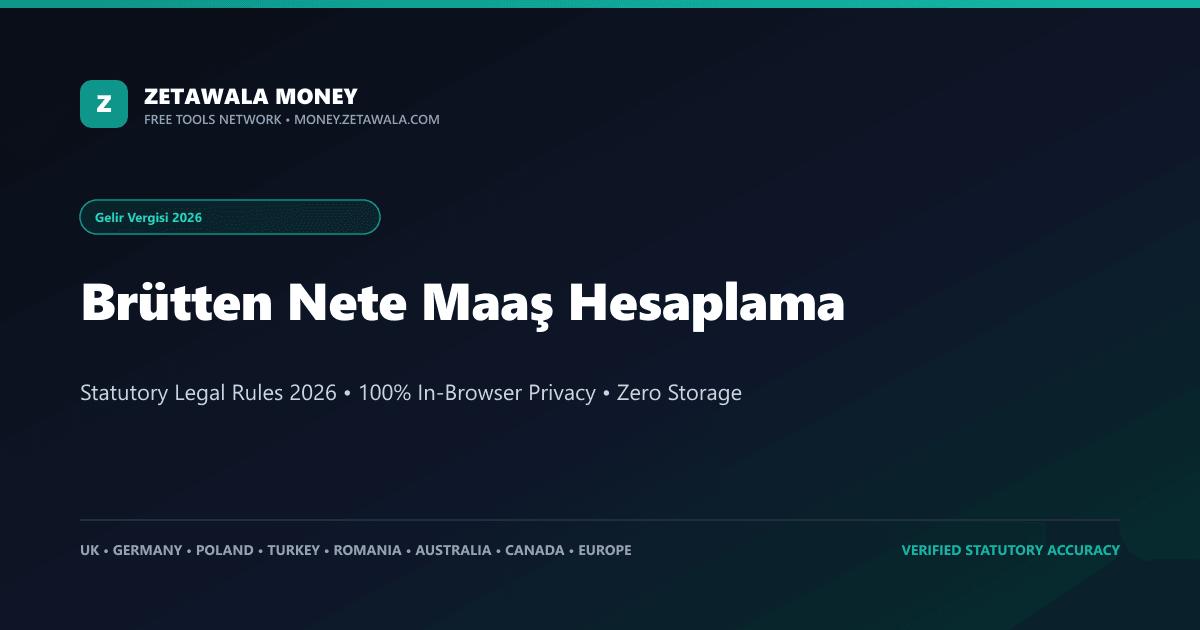 Z
ZETAWALA MONEY
FREE TOOLS NETWORK • MONEY.ZETAWALA.COM
Gelir Vergisi 2026
Brütten Nete Maaş Hesaplama
Statutory Legal Rules 2026 • 100% In-Browser Privacy • Zero Storage
UK • GERMANY • POLAND • TURKEY • ROMANIA • AUSTRALIA • CANADA • EUROPE
VERIFIED STATUTORY ACCURACY